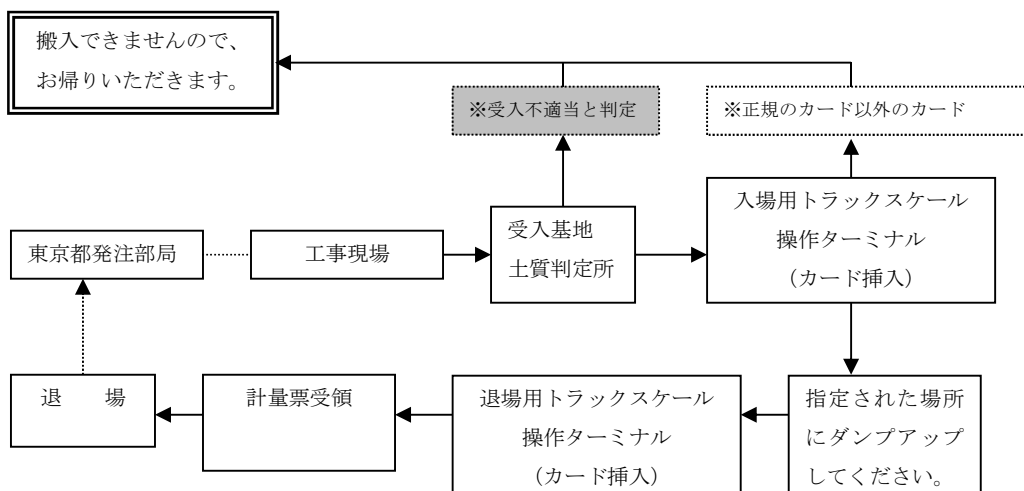 搬入できませんので、
お帰りいただきます。
※受入不適当と判定
※正規のカード以外のカード
東京都発注部局
工事現場
受入基地
土質判定所
入場用トラックスケール
操作ターミナル
（カード挿入）
退　　場
計量票受領
退場用トラックスケール
操作ターミナル
（カード挿入）
指定された場所
にダンプアップ
してください。